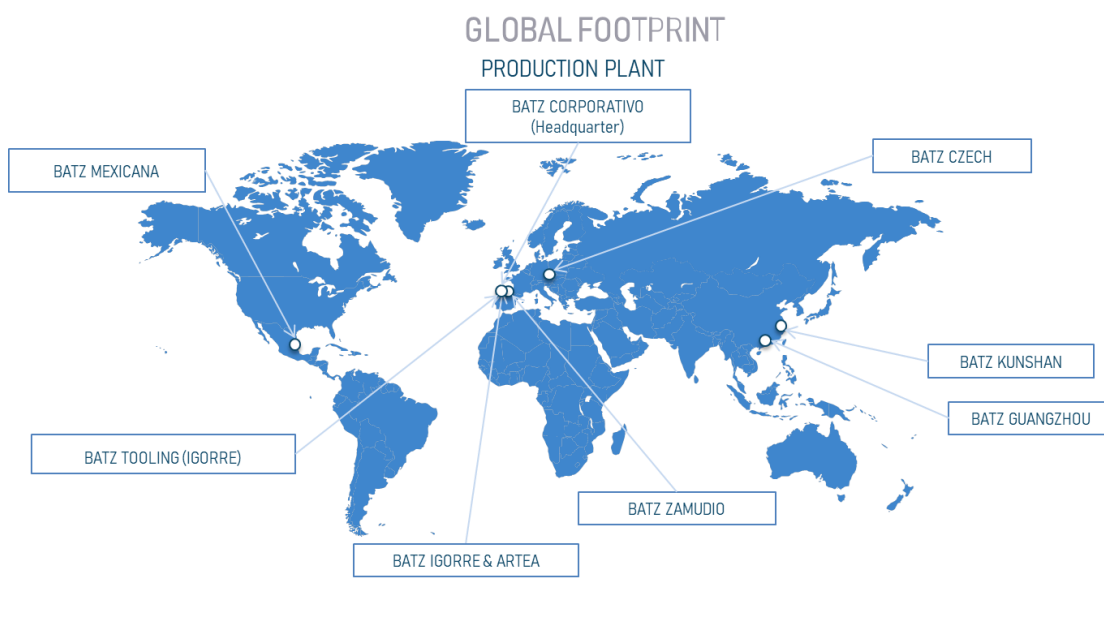 GLOBAL FOOTPRINT
PRODUCTION PLANT
BATZ CORPORATIVO
(Headquarter)
BATZ CZECH
BATZ MEXICANA
BATZ KUNSHAN
BATZ GUANGZHOU
BATZ TOOLING (IGORRE)
BATZ ZAMUDIO
BATZ IGORRE & ARTEA